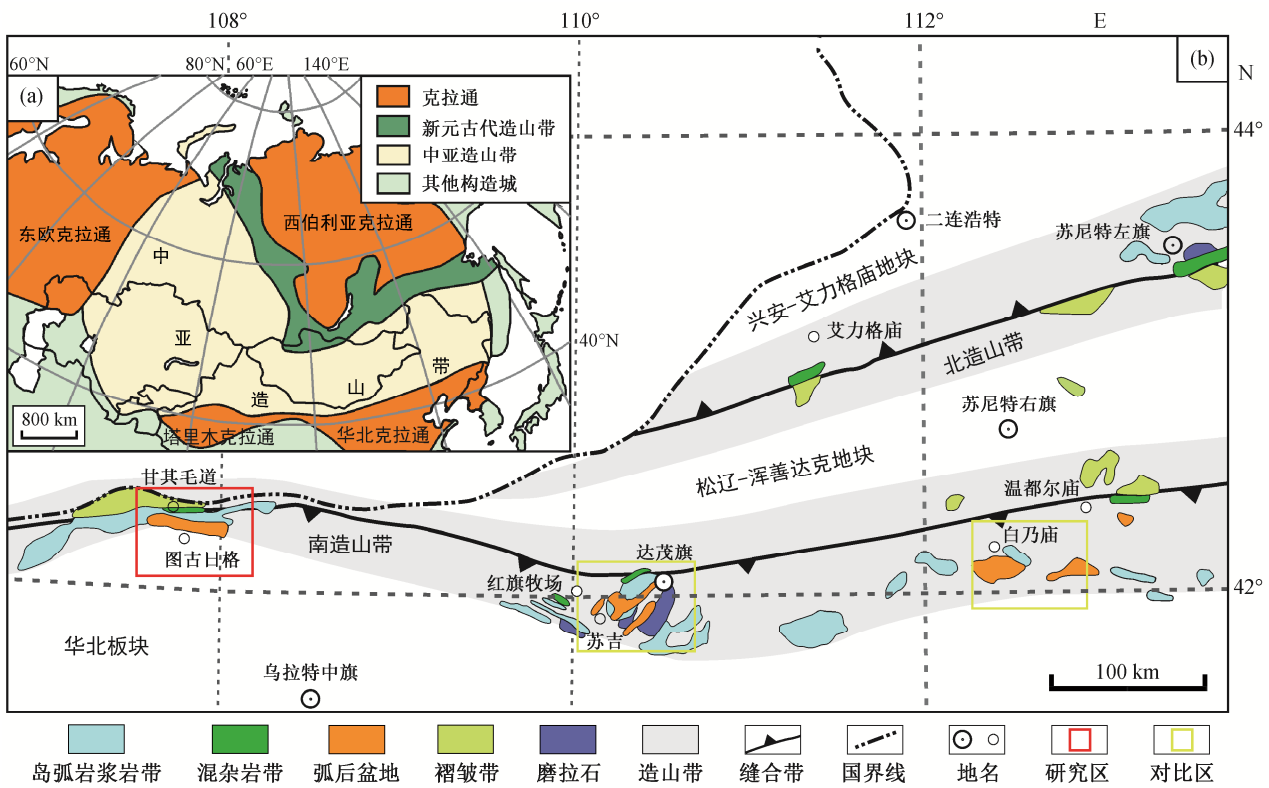 108°
110°
112°
E
(b)
N
44°
42°
60°N
80°N
60°E
140°E
(a)
克拉通
新元古代造山带
中亚造山带
其他构造城
东欧克拉通
西伯利亚克拉通
中
亚
造
山
带
40°N
800 km
塔里木克拉通
华北克拉通
二连浩特
苏尼特左旗
兴安-艾力格庙地块
艾力格庙
北造山带
苏尼特右旗
松辽-浑善达克地块
甘其毛道
图古日格
南造山带
温都尔庙
白乃庙
达茂旗
红旗牧场
苏吉
华北板块
乌拉特中旗
100 km
岛弧岩浆岩带
混杂岩带
弧后盆地
褶皱带
磨拉石
造山带
缝合带
国界线
地名
研究区
对比区